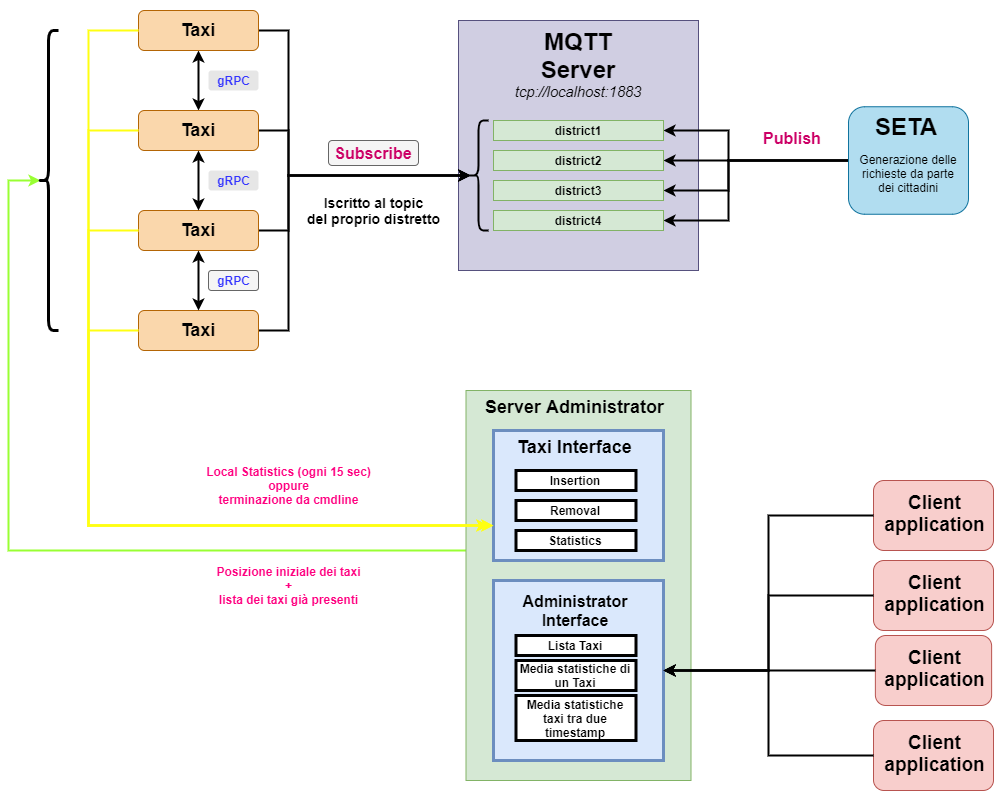 Taxi
gRPC
Taxi
gRPC
Taxi
gRPC
Taxi
Subscribe
Iscritto al topic
del proprio distretto
MQTT
Server
tcp://localhost:1883
district1
district2
district3
district4
Publish
SETA
Generazione delle
richieste da parte
dei cittadini
Local Statistics (ogni 15 sec)
oppure
terminazione da cmdline
Posizione iniziale dei taxi
+
lista dei taxi già presenti
Server Administrator
Taxi Interface
Insertion
Removal
Statistics
Administrator
Interface
Lista Taxi
Media statistiche di
un Taxi
Media statistiche
taxi tra due
timestamp
Client
application
Client
application
Client
application
Client
application